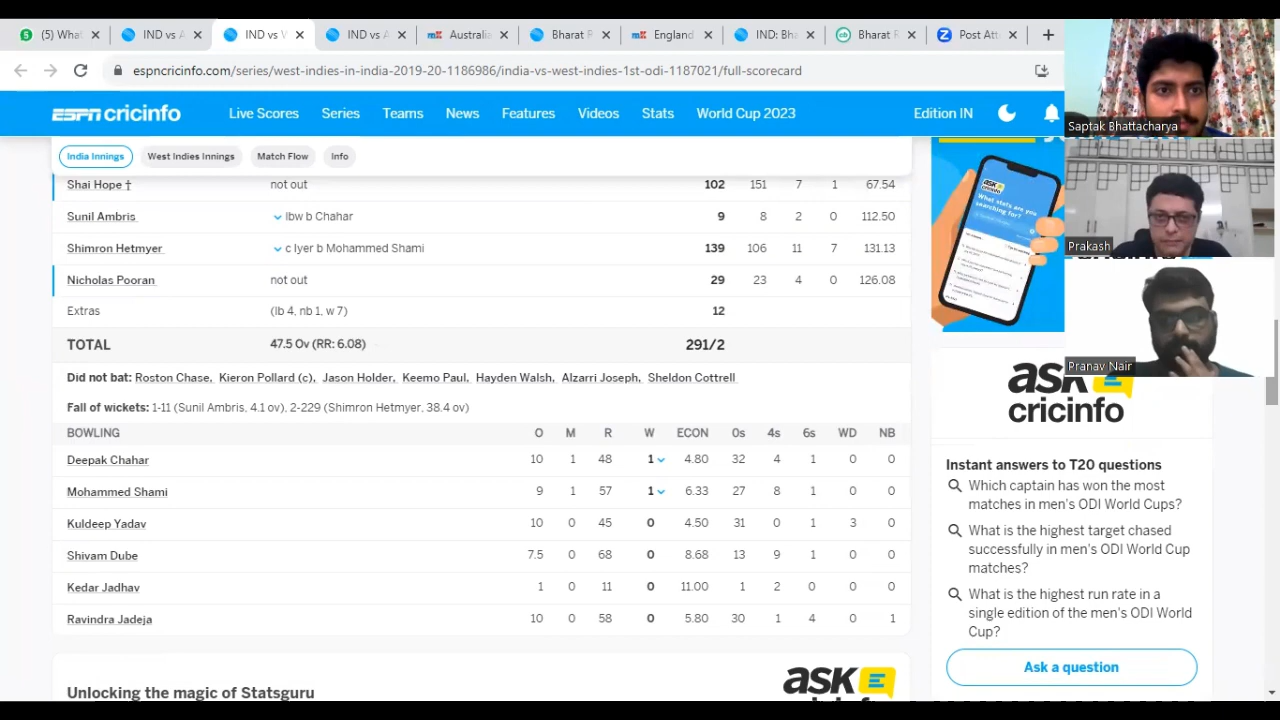 (5) What
IND vs A
IND vs V
IND vs A
Australia
Bharat R
England
IND: Bha
Bharat R
Post Att
espncricinfo.com/series/west-indies-in-india-2019-20-1186986/india-vs-west-indies-1st-odi-1187021/full-scorecard
ESPN cricinfo Live Scores Series Teams News Features Videos Stats World Cup 2023 Edition IN
India Innings West Indies Innings Match Flow Info
Shai Hope † not out 102 151 7 1 67.54
Sunil Ambris lbw b Chahar 9 8 2 0 112.50
Shimron Hetmyer c Iyer b Mohammed Shami 139 106 11 7 131.13
Nicholas Pooran not out 29 23 4 0 126.08
Extras (lb 4, nb 1, w 7) 12
TOTAL 47.5 Ov (RR: 6.08) 291/2
Did not bat: Roston Chase, Kieron Pollard (c), Jason Holder, Keemo Paul, Hayden Walsh, Alzarri Joseph, Sheldon Cottrell
Fall of wickets: 1-11 (Sunil Ambris, 4.1 ov), 2-229 (Shimron Hetmyer, 38.4 ov)
BOWLING O M R W ECON 0s 4s 6s WD NB
Deepak Chahar 10 1 48 1 4.80 32 4 1 0 0
Mohammed Shami 9 1 57 1 6.33 27 8 1 0 0
Kuldeep Yadav 10 0 45 0 4.50 31 0 1 3 0
Shivam Dube 7.5 0 68 0 8.68 13 9 1 0 0
Kedar Jadhav 1 0 11 0 11.00 1 2 0 0 0
Ravindra Jadeja 10 0 58 0 5.80 30 1 4 0 1
Unlocking the magic of Statsguru
ASK
What stats are you
searching for?
Saptak Bhattacharya
Prakash
Pranav Nair
ask
cricinfo
Instant answers to T20 questions
Which captain has won the most
matches in men's ODI World Cups?
What is the highest target chased
successfully in men's ODI World Cup
matches?
What is the highest run rate in a
single edition of the men's ODI World
Cup?
Ask a question